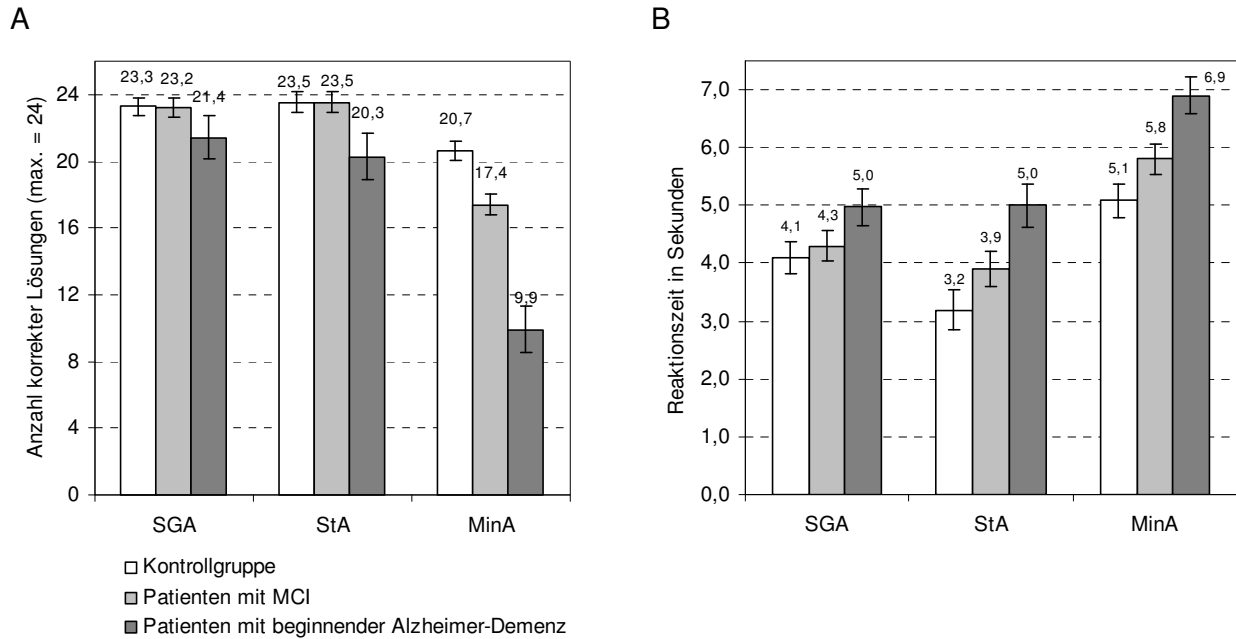 A
Anzahl korrekter Lösungen (max. = 24)
24
20
16
12
8
4
0
23,3
23,2
21,4
23,5
23,5
20,3
20,7
17,4
9,9
SGA
StA
MinA
Kontrollgruppe
Patienten mit MCI
Patienten mit beginnender Alzheimer-Demenz
B
Reaktionszeit in Sekunden
7,0
6,0
5,0
4,0
3,0
2,0
1,0
0,0
4,1
4,3
5,0
3,2
3,9
5,0
5,1
5,8
6,9
SGA
StA
MinA